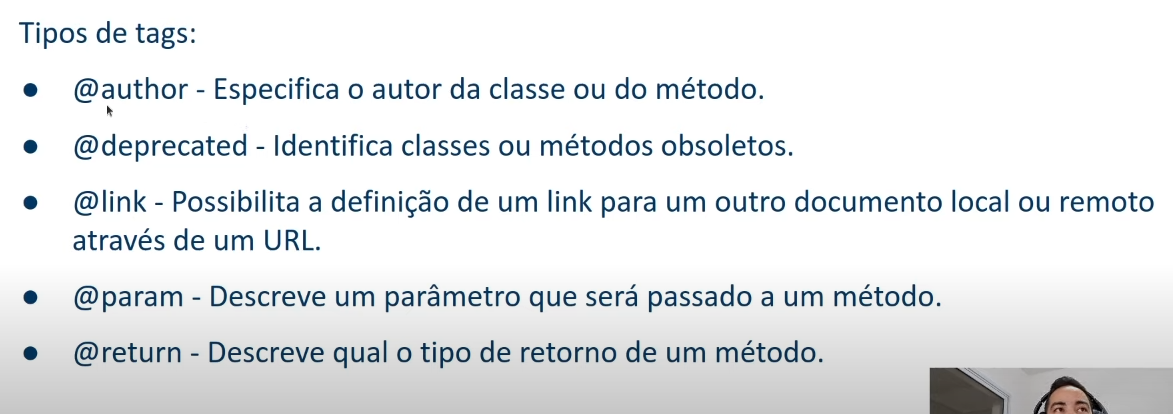 Tipos de tags:
● @author - Especifica o autor da classe ou do método.
● @deprecated - Identifica classes ou métodos obsoletos.
● @link - Possibilita a definição de um link para um outro documento local ou remoto
através de um URL.
● @param - Descreve um parâmetro que será passado a um método.
● @return - Descreve qual o tipo de retorno de um método.